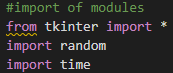 #import of modules
from tkinter import *
import random
import time